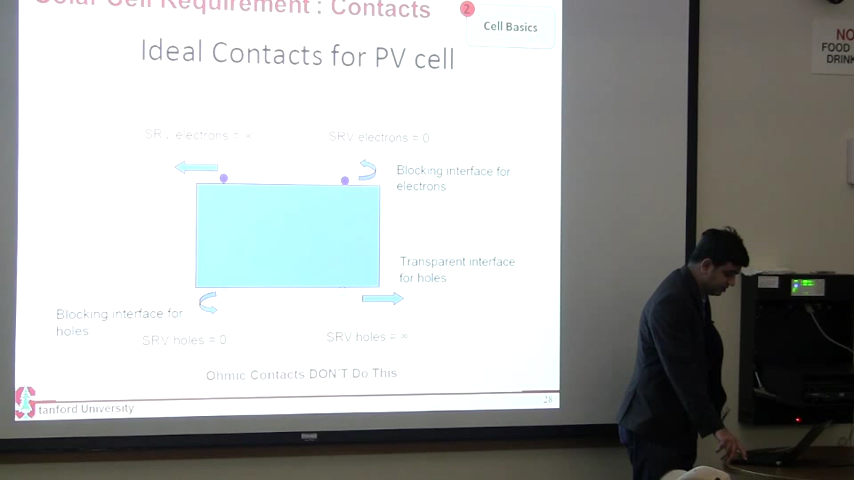 Solar Cell Requirement : Contacts
2
Cell Basics
Ideal Contacts for PV cell
SRV electrons = ∞
SRV electrons = 0
Blocking interface for
electrons
Transparent interface
for holes
Blocking interface for
holes
SRV holes = 0
SRV holes = ∞
Ohmic Contacts DON'T Do This
Stanford University
28
NO
FOOD
DRINK